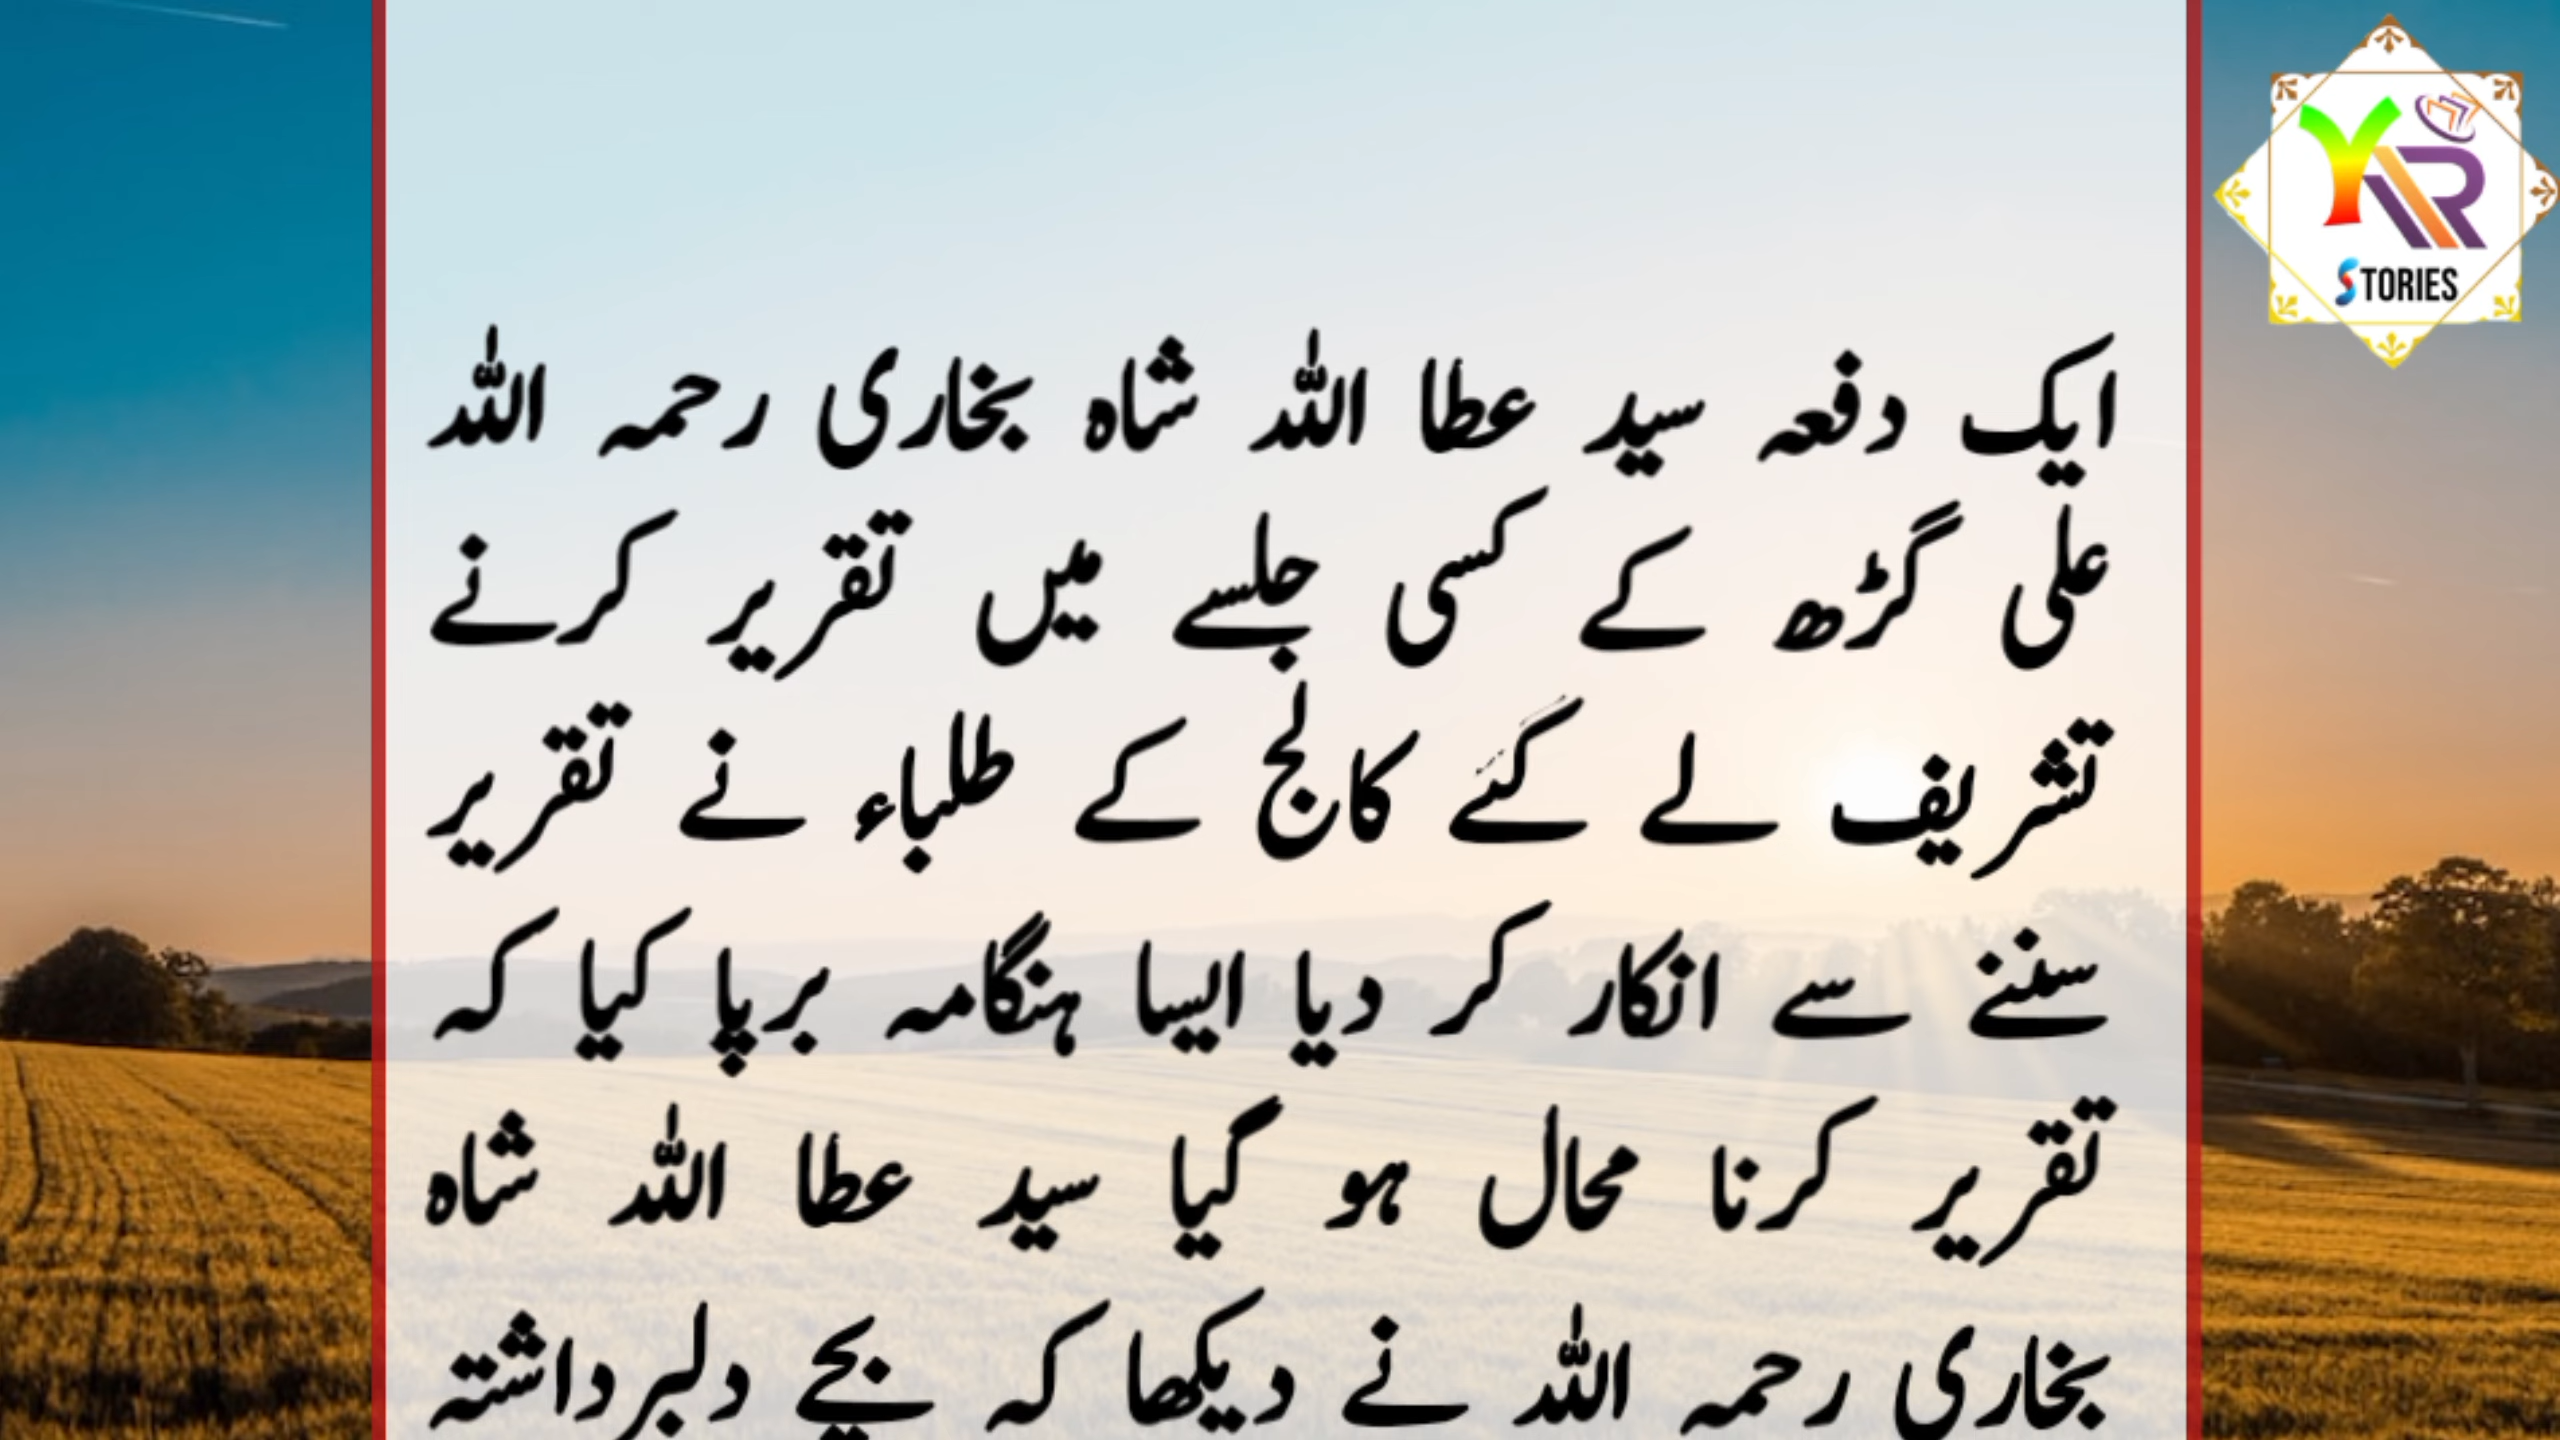 ایک دفعہ سید عطا اللہ شاہ بخاری رحمہ اللہ
علی گڑھ کے کسی جلسے میں تقریر کرنے
تشریف لے گئے کالج کے طلباء نے تقریر
سننے سے انکار کر دیا ایسا ہنگامہ برپا کیا کہ
تقریر کرنا محال ہو گیا سید عطا اللہ شاہ
بخاری رحمہ اللہ نے دیکھا کہ بچے دلبرداشتہ
YR
STORIES